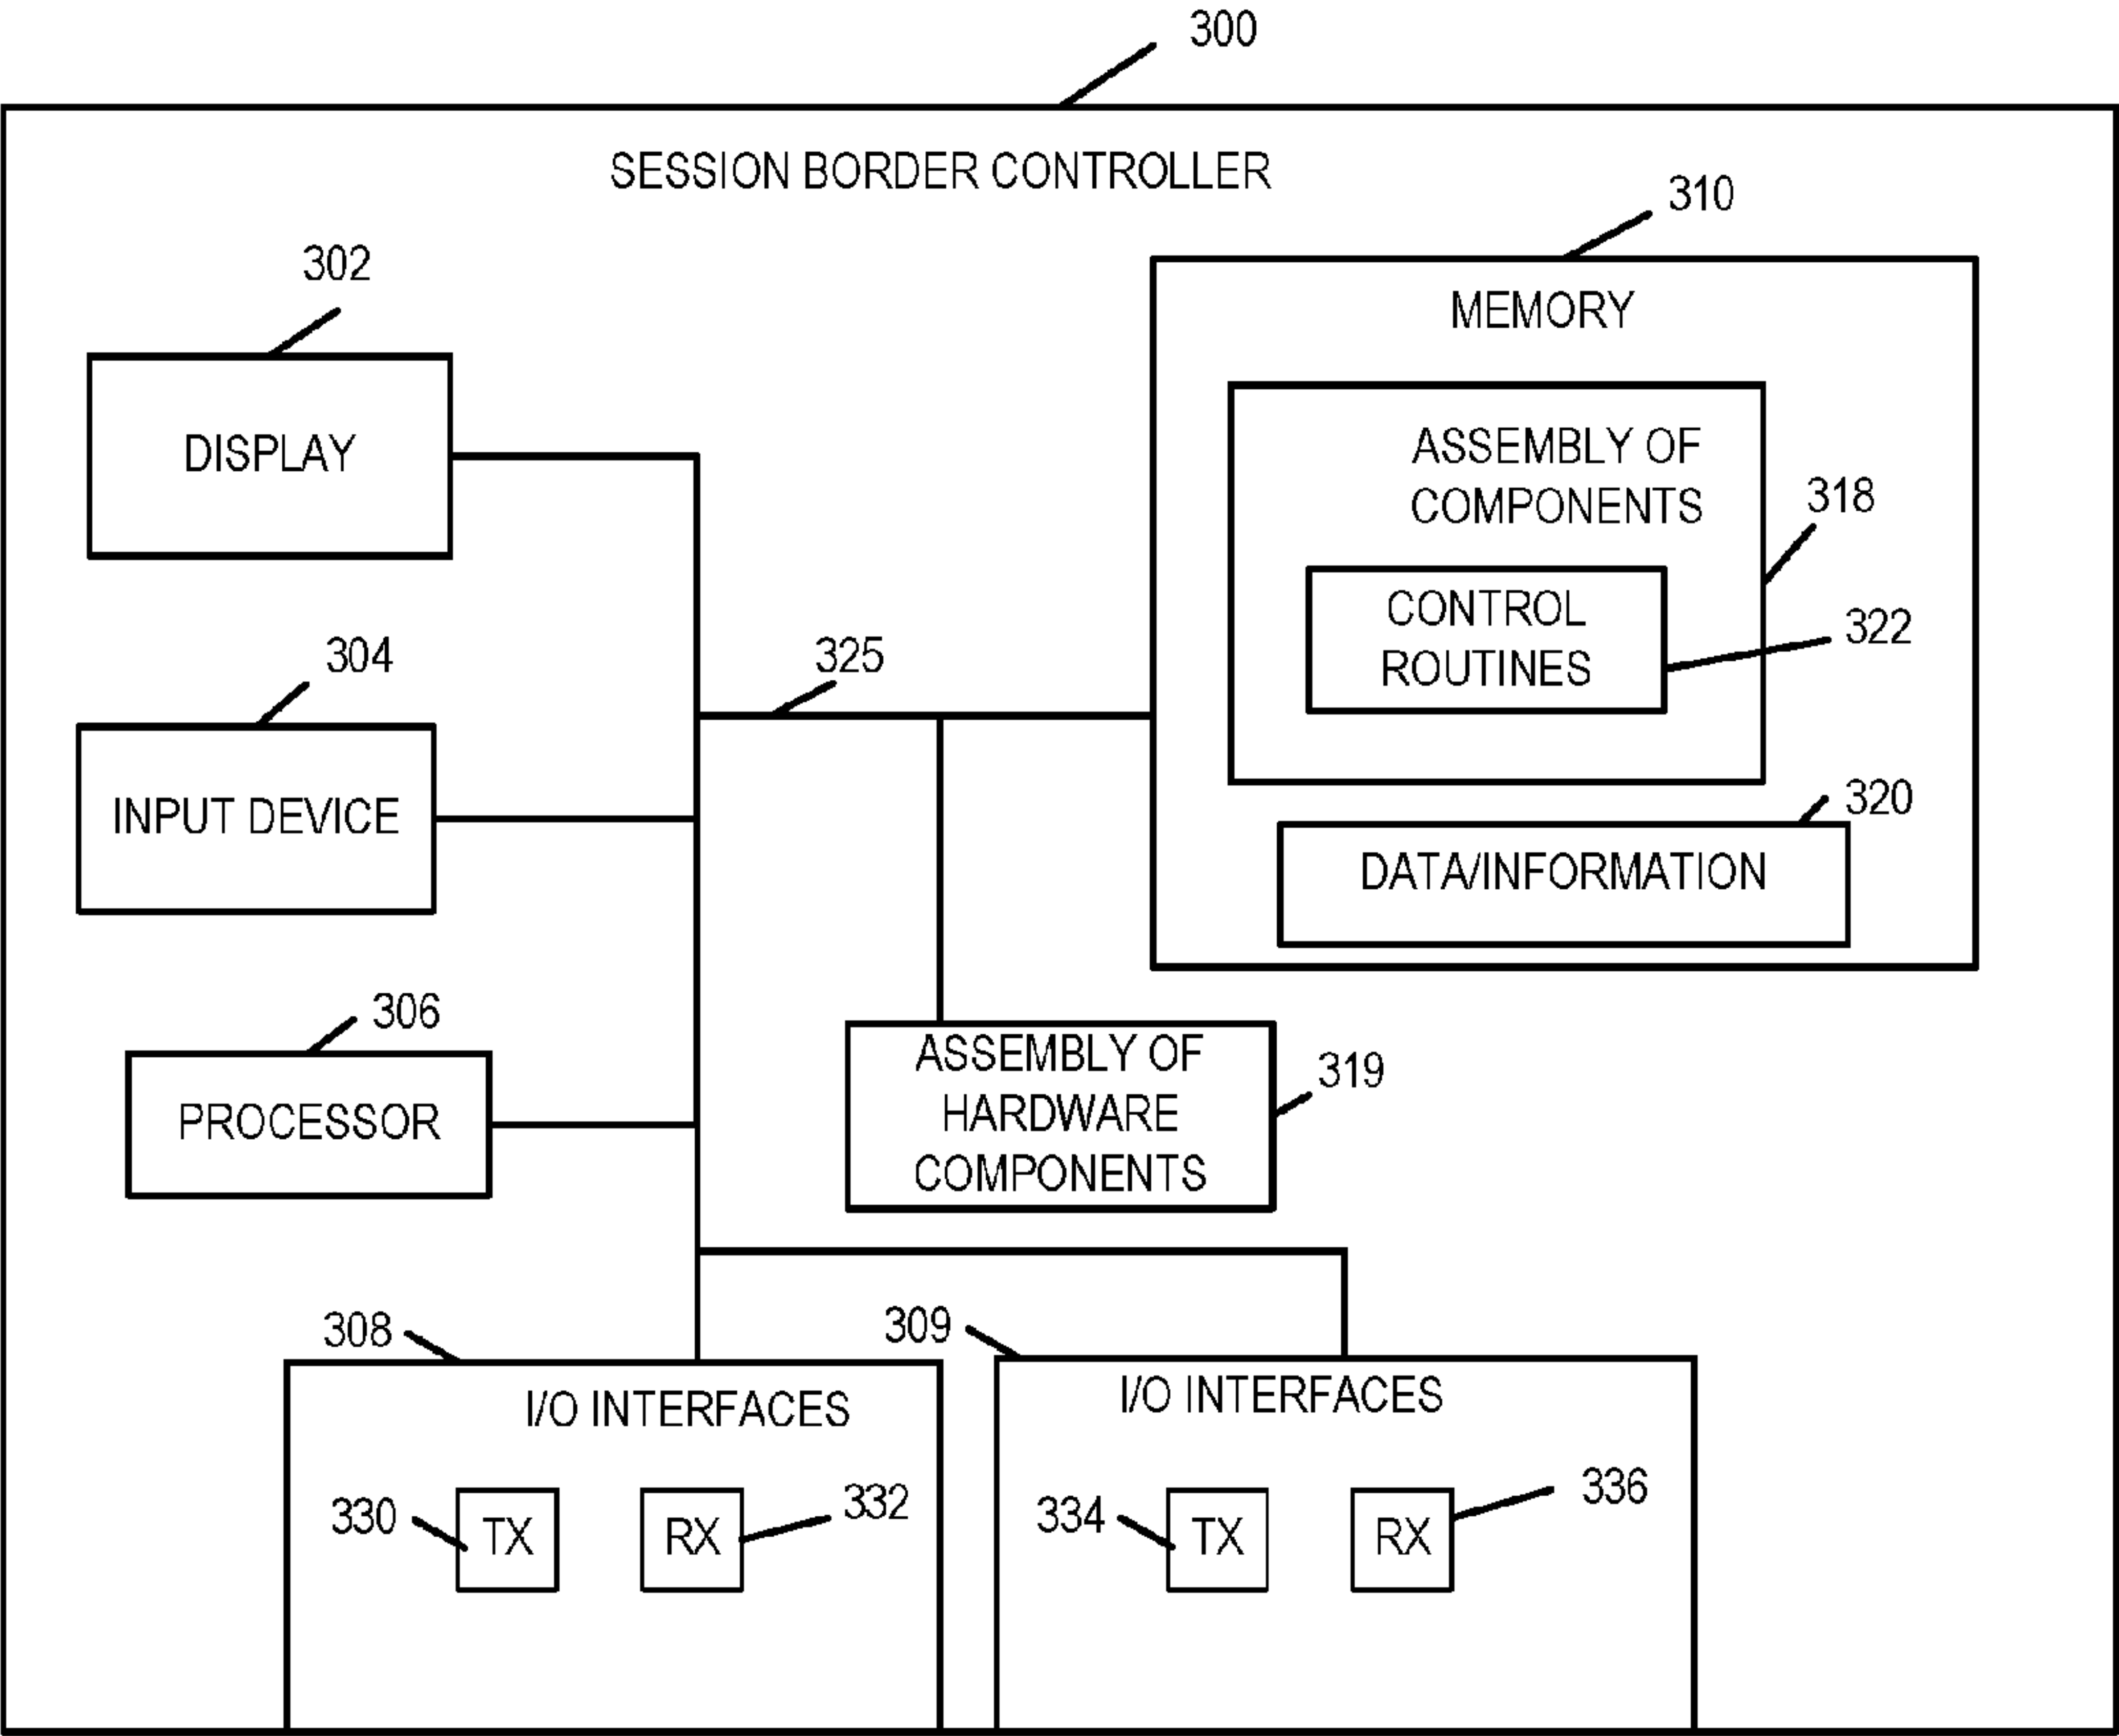 300
SESSION BORDER CONTROLLER
310
302
MEMORY
DISPLAY
ASSEMBLY OF
COMPONENTS
318
CONTROL
ROUTINES
322
304
325
INPUT DEVICE
320
DATA/INFORMATION
306
PROCESSOR
ASSEMBLY OF
HARDWARE
COMPONENTS
319
308
309
I/O INTERFACES
I/O INTERFACES
330
TX
RX
332
334
TX
RX
336